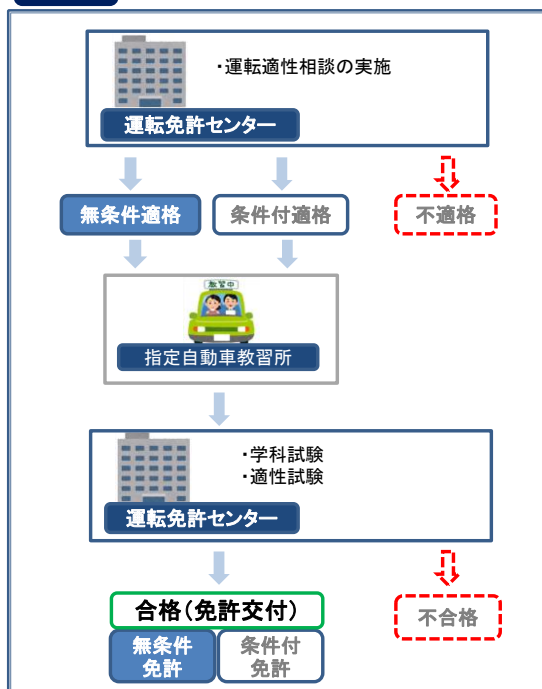 ・運転適性相談の実施
運転免許センター
無条件適格
条件付適格
不適格
教習中
指定自動車教習所
・学科試験
・適性試験
運転免許センター
合格（免許交付）
不合格
無条件
免許
条件付
免許